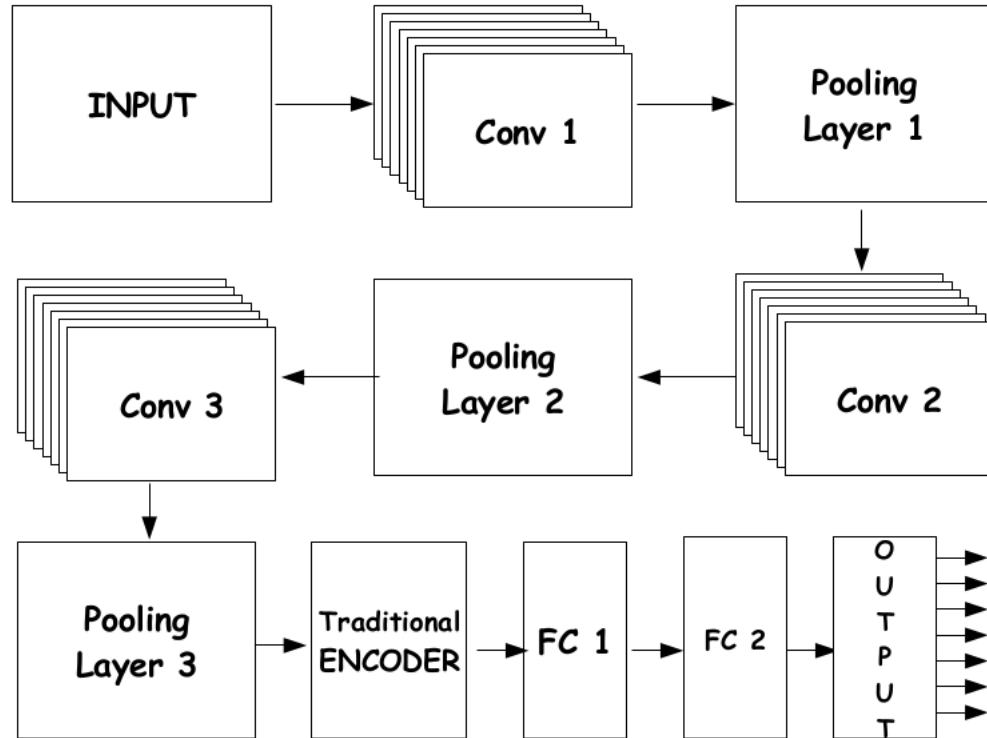 INPUT
Conv 1
Pooling
Layer 1
Conv 3
Pooling
Layer 2
Conv 2
Pooling
Layer 3
Traditional
ENCODER
FC 1
FC 2
O
U
T
P
U
T